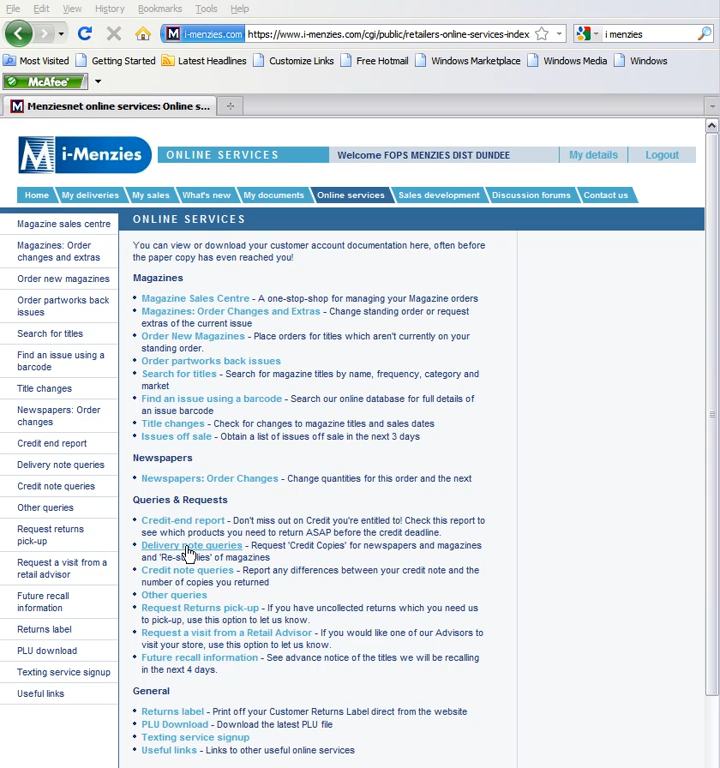 File Edit View History Bookmarks Tools Help
i-menzies.com https://www.i-menzies.com/cgi/public/retailers-online-services-index i menzies
Most Visited Getting Started Latest Headlines Customize Links Free Hotmail Windows Marketplace Windows Media Windows
McAfee
Menziesnet online services: Online s...
i-Menzies ONLINE SERVICES Welcome FOPS MENZIES DIST DUNDEE My details Logout
Home My deliveries My sales What's new My documents Online services Sales development Discussion forums Contact us
Magazine sales centre
Magazines: Order
changes and extras
Order new magazines
Order partworks back
issues
Search for titles
Find an issue using a
barcode
Title changes
Newspapers: Order
changes
Credit end report
Delivery note queries
Credit note queries
Other queries
Request returns
pick-up
Request a visit from a
retail advisor
Future recall
information
Returns label
PLU download
Texting service signup
Useful links
ONLINE SERVICES
You can view or download your customer account documentation here, often before
the paper copy has even reached you!
Magazines
Magazine Sales Centre - A one-stop-shop for managing your Magazine orders
Magazines: Order Changes and Extras - Change standing order or request
extras of the current issue
Order New Magazines - Place orders for titles which aren't currently on your
standing order.
Order partworks back issues
Search for titles - Search for magazine titles by name, frequency, category and
market
Find an issue using a barcode - Search our online database for full details of
an issue barcode
Title changes - Check for changes to magazine titles and sales dates
Issues off sale - Obtain a list of issues off sale in the next 3 days
Newspapers
Newspapers: Order Changes - Change quantities for this order and the next
Queries & Requests
Credit-end report - Don't miss out on Credit you're entitled to! Check this report to
see which products you need to return ASAP before the credit deadline.
Delivery note queries - Request 'Credit Copies' for newspapers and magazines
and of magazines
Credit note queries - Report any differences between your credit note and the
number of copies you returned
Other queries
Request Returns pick-up - If you have uncollected returns which you need us
to pick-up, use this option to let us know.
Request a visit from a Retail Advisor - If you would like one of our Advisors to
visit your store, use this option to let us know.
Future recall information - See advance notice of the titles we will be recalling
in the next 4 days.
General
Returns label - Print off your Customer Returns Label direct from the website
PLU Download - Download the latest PLU file
Texting service signup
Useful links - Links to other useful online services